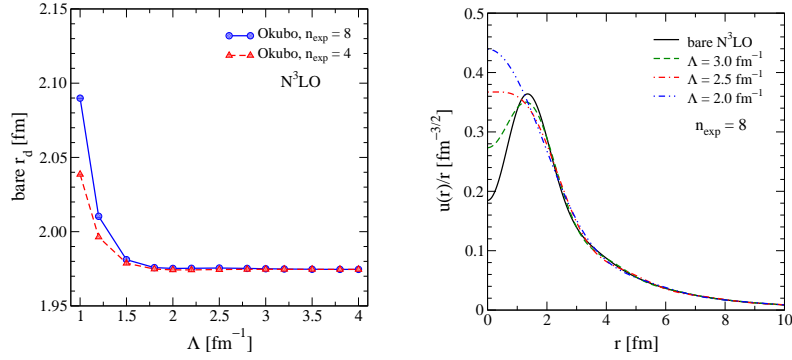 2.15
2.10
2.05
2.00
1.95
bare r_d [fm]
Okubo, n_exp = 8
Okubo, n_exp = 4
N³LO
1 1.5 2 2.5 3 3.5 4
Λ [fm⁻¹]
0.5
0.4
0.3
0.2
0.1
0
u(r)/r [fm⁻³/²]
bare N³LO
Λ = 3.0 fm⁻¹
Λ = 2.5 fm⁻¹
Λ = 2.0 fm⁻¹
n_exp = 8
0 2 4 6 8 10
r [fm]